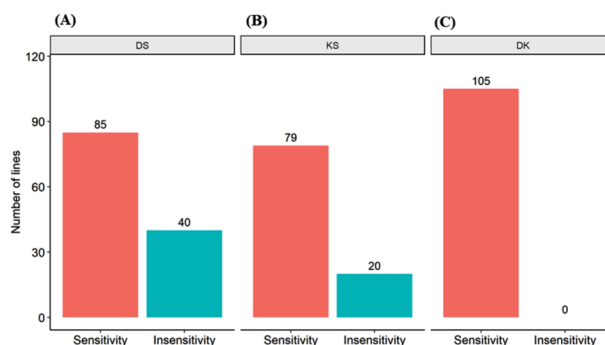 (A) (B) (C)
DS KS DK
120
90
60
30
0
Number of lines
85
40
79
20
105
0
Sensitivity Insensitivity Sensitivity Insensitivity Sensitivity Insensitivity